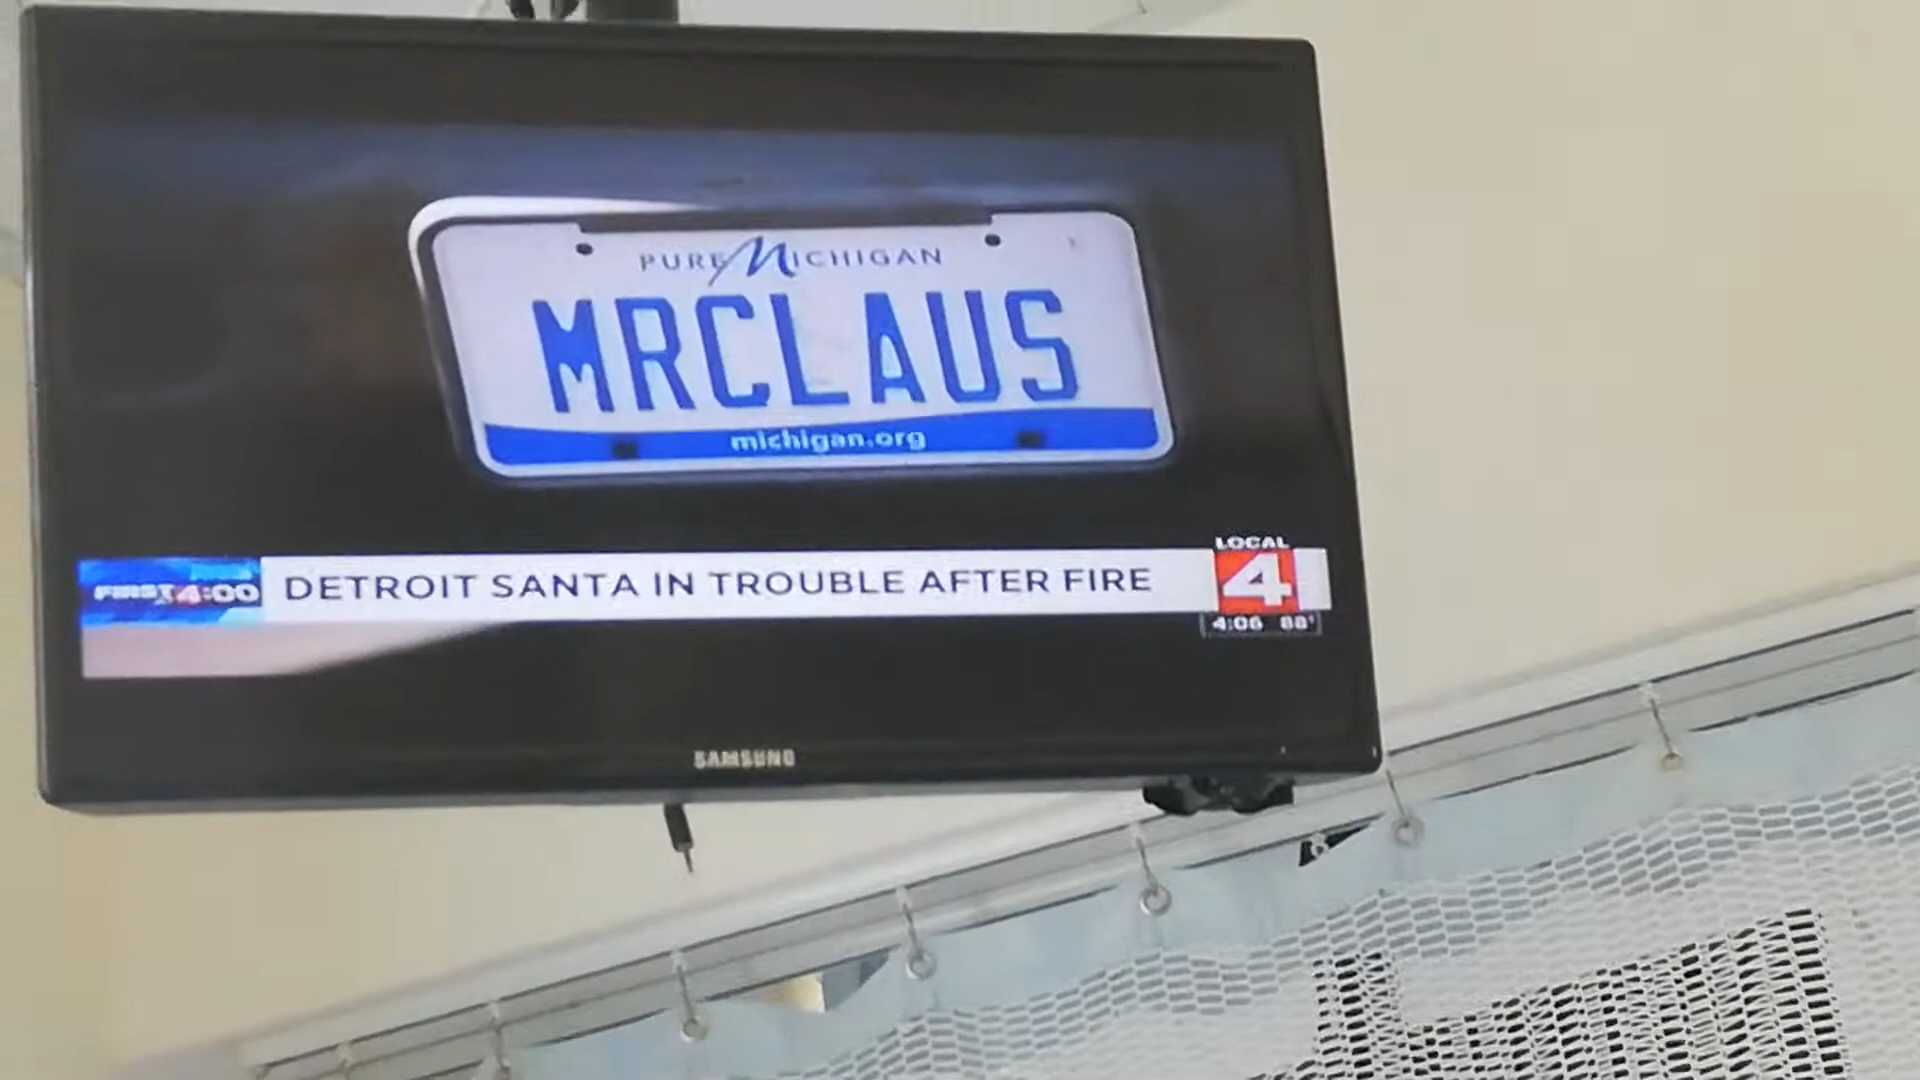 PURE MICHIGAN
MRCLAUS
michigan.org
FIRST 4:00 DETROIT SANTA IN TROUBLE AFTER FIRE
LOCAL
4
4:06 88°
SAMSUNG